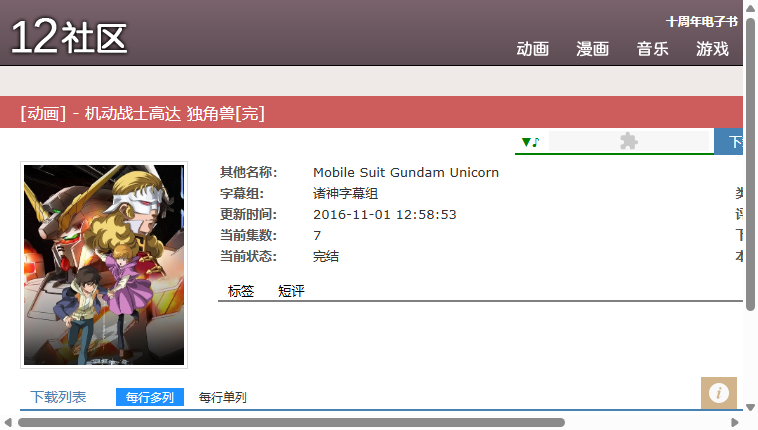 12社区
十周年电子书
动画 漫画 音乐 游戏
[动画] - 机动战士高达 独角兽[完]
▼♪
其他名称: Mobile Suit Gundam Unicorn
字幕组: 诸神字幕组
更新时间: 2016-11-01 12:58:53
当前集数: 7
当前状态: 完结
标签 短评
下载列表 每行多列 每行单列